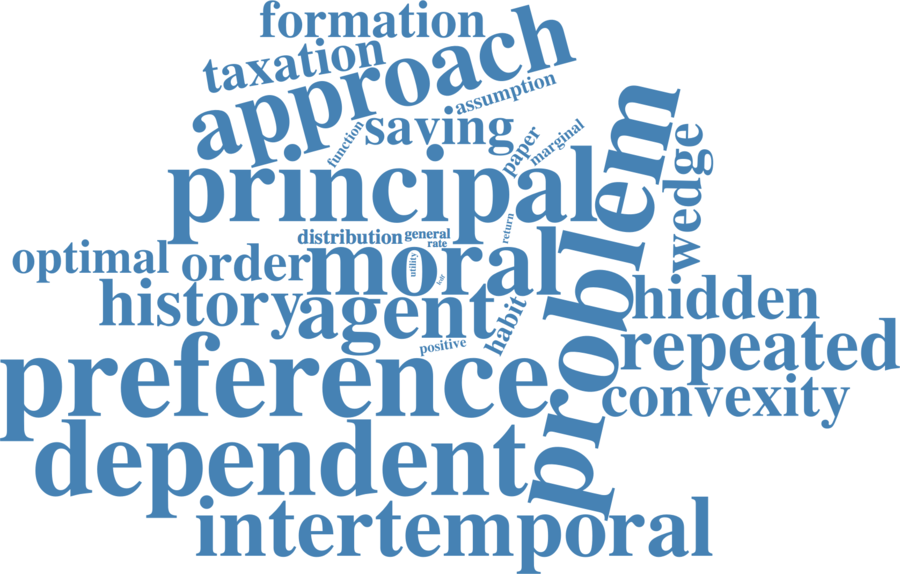 formation
taxation
approach
assumption
function
saving
paper
marginal
principal
problem
wedge
return
distribution
general
rate
optimal
order
moral
utility
history
agent
habit
hidden
positive
repeated
preference
convexity
dependent
intertemporal